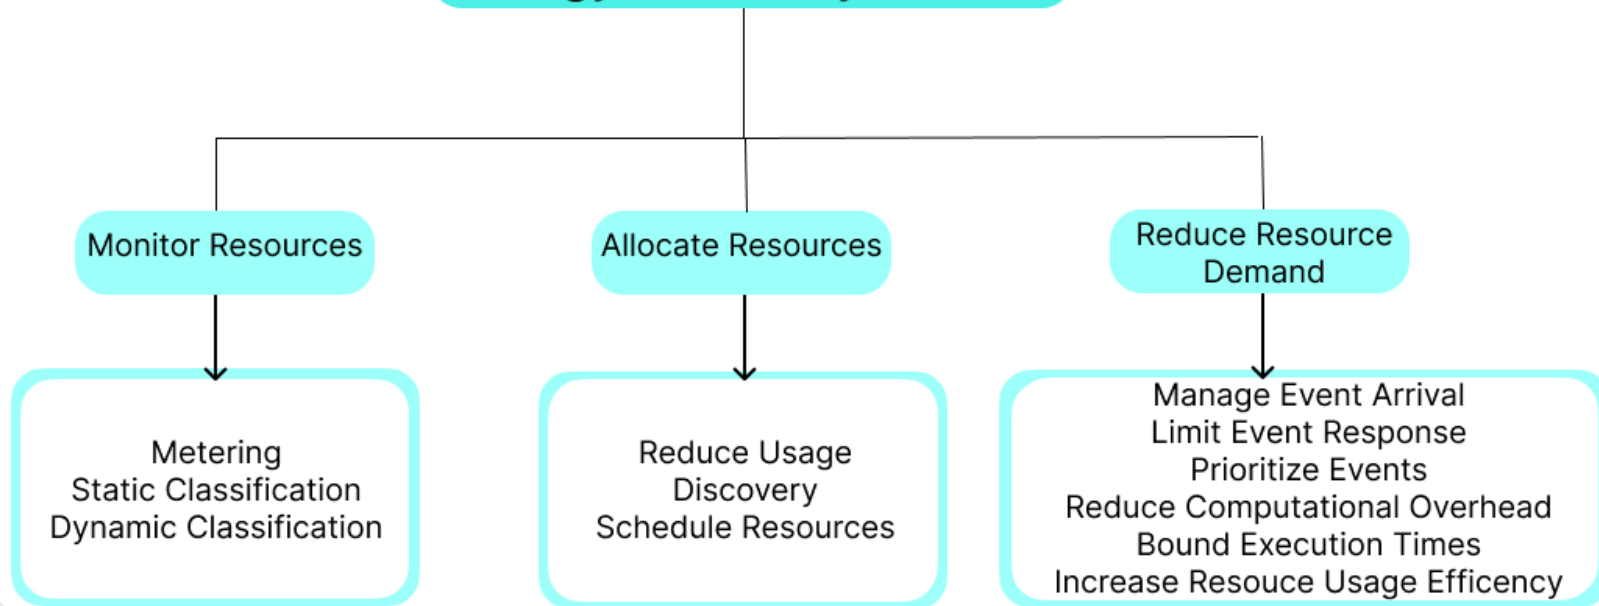 Monitor Resources
Allocate Resources
Reduce Resource
Demand
Metering
Static Classification
Dynamic Classification
Reduce Usage
Discovery
Schedule Resources
Manage Event Arrival
Limit Event Response
Prioritize Events
Reduce Computational Overhead
Bound Execution Times
Increase Resouce Usage Efficency